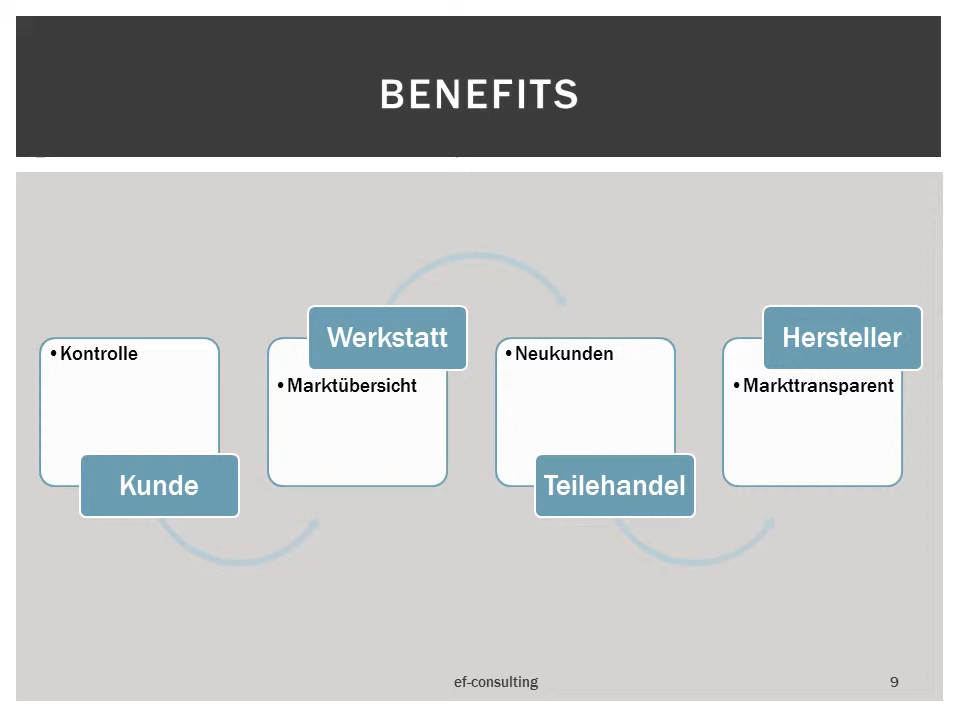 BENEFITS
•Kontrolle
Kunde
Werkstatt
•Marktübersicht
•Neukunden
Teilehandel
Hersteller
•Markttransparent
ef-consulting
9